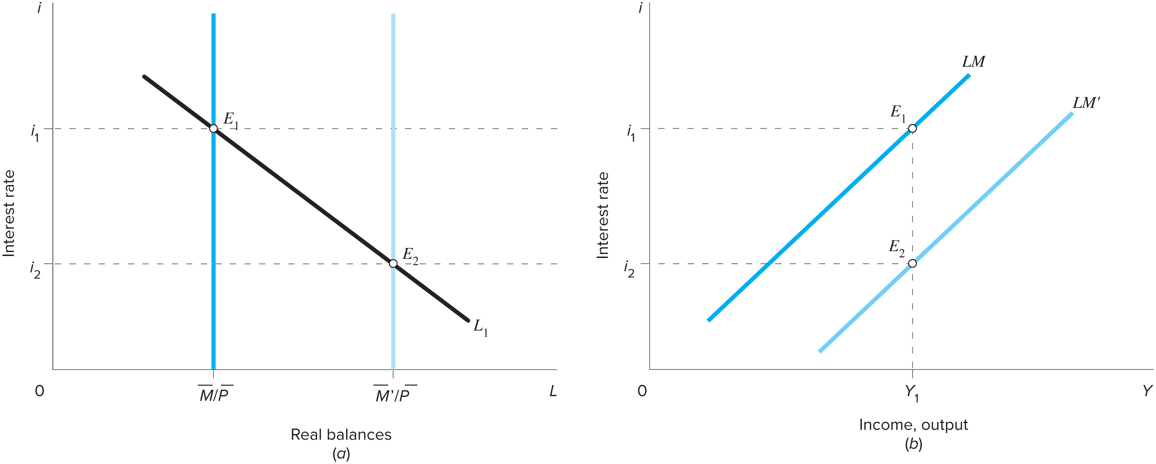 i
Interest rate
i₁
i₂
E₁
E₂
L₁
0
M̅/P̅
M̅'/P̅
L
Real balances
(a)
i
Interest rate
i₁
i₂
LM
LM'
E₁
E₂
0
Y₁
Y
Income, output
(b)